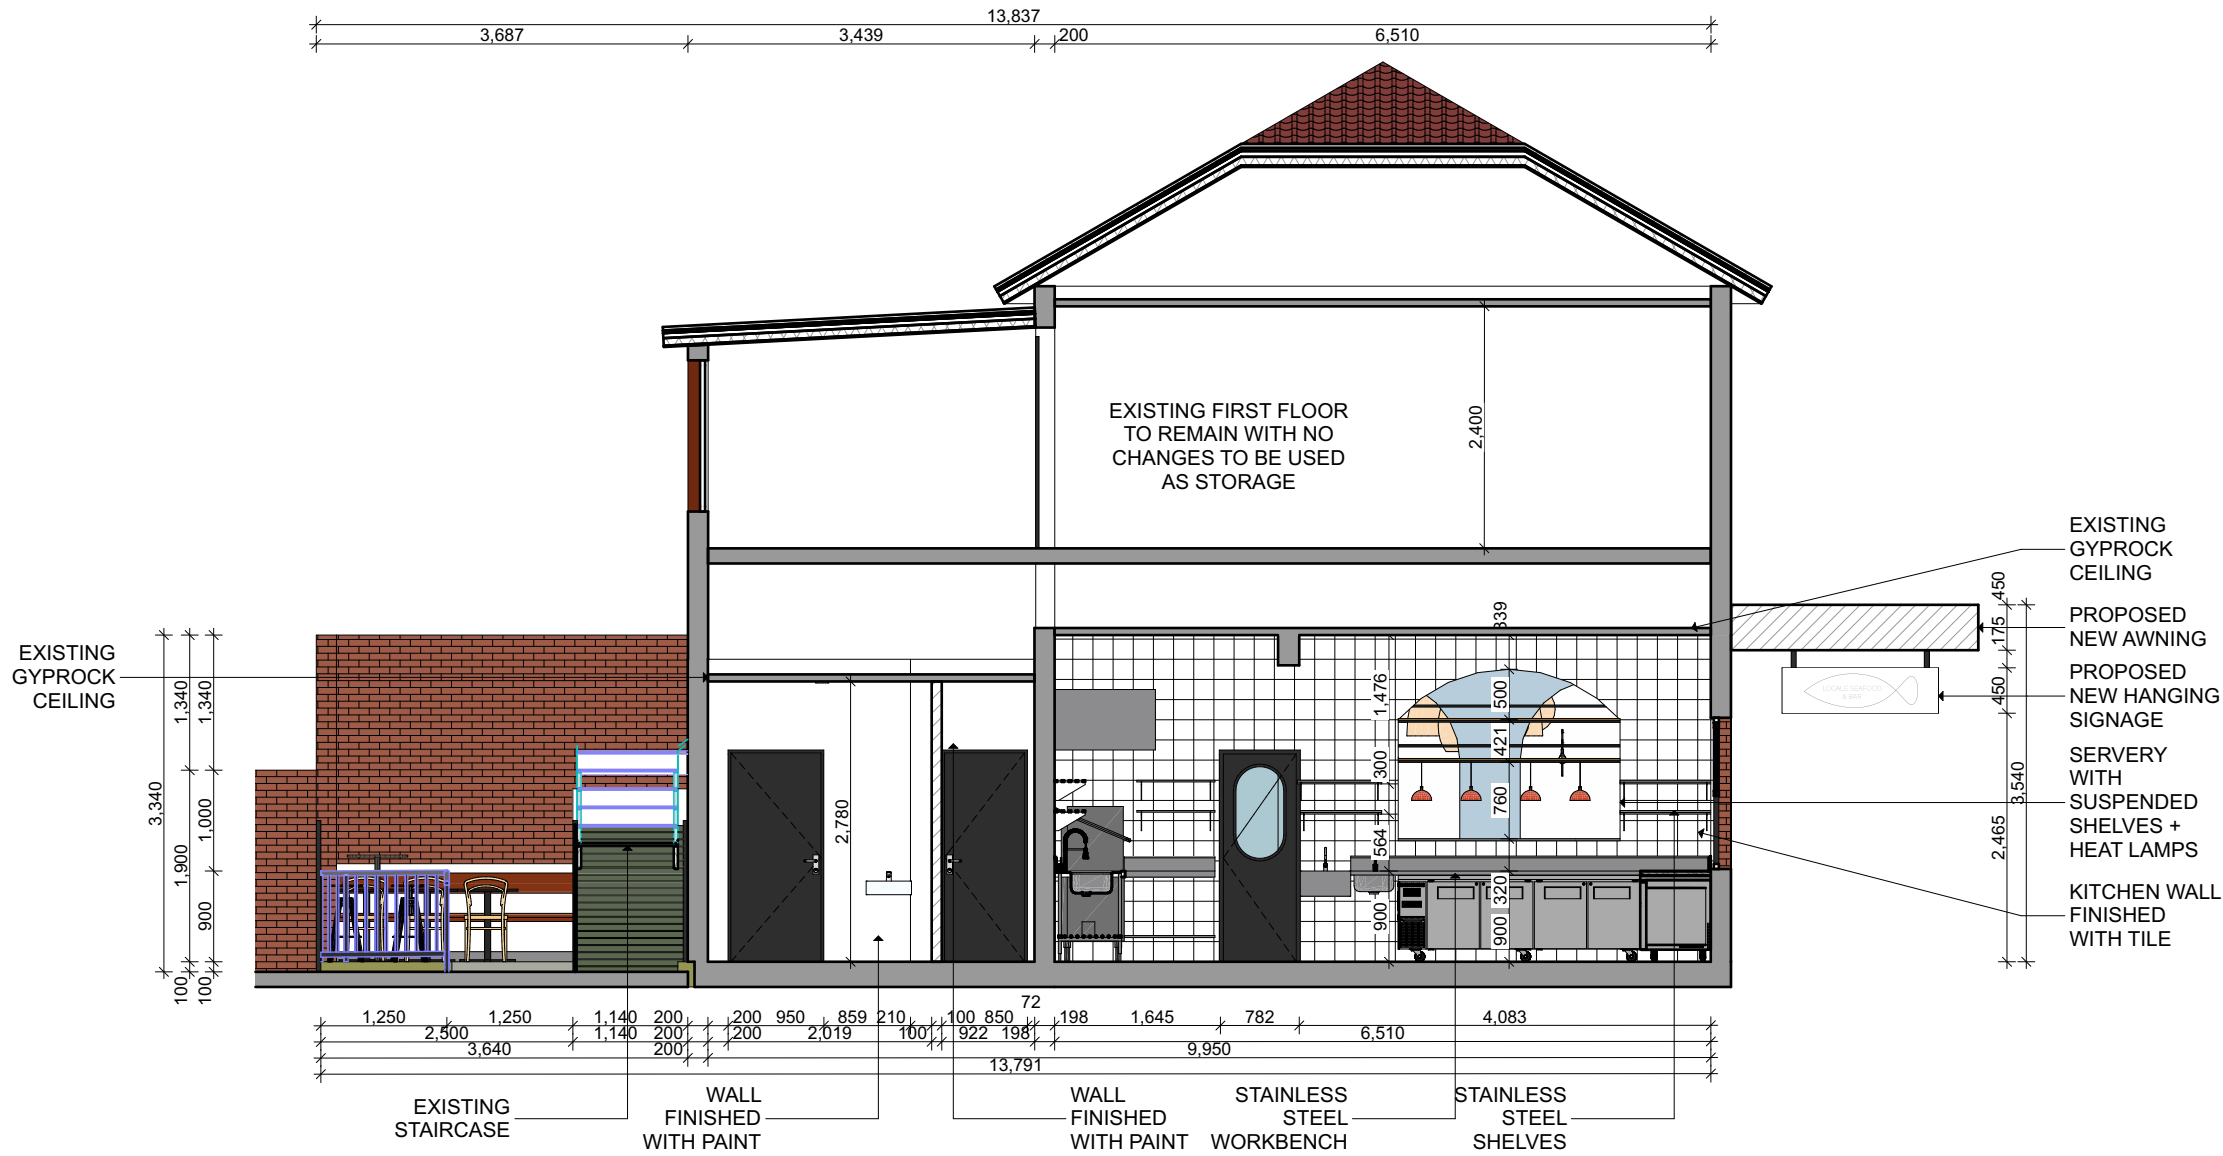 13,837
3,687
3,439
200
6,510
EXISTING FIRST FLOOR
TO REMAIN WITH NO
CHANGES TO BE USED
AS STORAGE
2,400
EXISTING
GYPROCK
CEILING
PROPOSED
NEW AWNING
PROPOSED
NEW HANGING
SIGNAGE
SERVERY
WITH
SUSPENDED
SHELVES +
HEAT LAMPS
KITCHEN WALL
FINISHED
WITH TILE
450
175
450
3,540
2,465
LOCALE SEAFOOD
& BAR
EXISTING
GYPROCK
CEILING
3,340
1,340
1,340
1,900
1,000
900
100
100
2,780
339
1,476
500
421
300
760
564
320
900
900
72
1,250
1,250
1,140
200
200
950
859
210
100
850
198
1,645
782
4,083
2,500
1,140
200
200
2,019
100
922
198
6,510
3,640
200
9,950
13,791
EXISTING
STAIRCASE
WALL
FINISHED
WITH PAINT
WALL
FINISHED
WITH PAINT
STAINLESS
STEEL
WORKBENCH
STAINLESS
STEEL
SHELVES